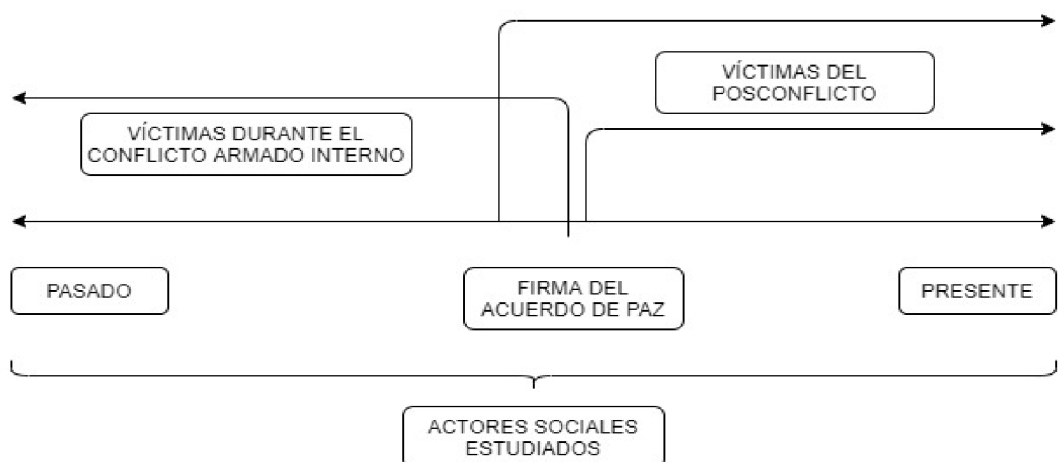 VÍCTIMAS DEL
POSCONFLICTO
VÍCTIMAS DURANTE EL
CONFLICTO ARMADO INTERNO
PASADO
FIRMA DEL
ACUERDO DE PAZ
PRESENTE
ACTORES SOCIALES
ESTUDIADOS